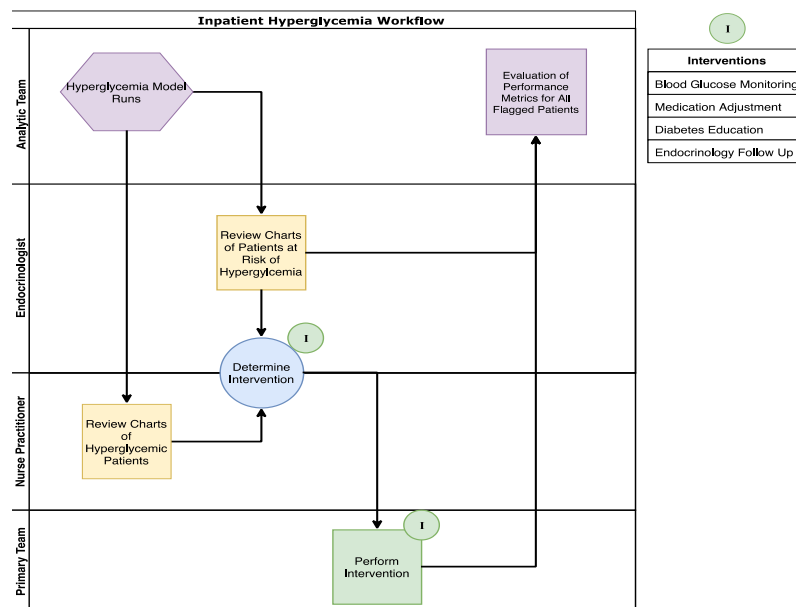 Inpatient Hyperglycemia Workflow
Analytic Team
Hyperglycemia Model
Runs
Evaluation of
Performance
Metrics for All
Flagged Patients
I
Interventions
Blood Glucose Monitoring
Medication Adjustment
Diabetes Education
Endocrinology Follow Up
Endocrinologist
Review Charts
of Patients at
Risk of
Hypergylcemia
I
Determine
Intervention
Nurse Practitioner
Review Charts
of
Hyperglycemic
Patients
Primary Team
I
Perform
Intervention